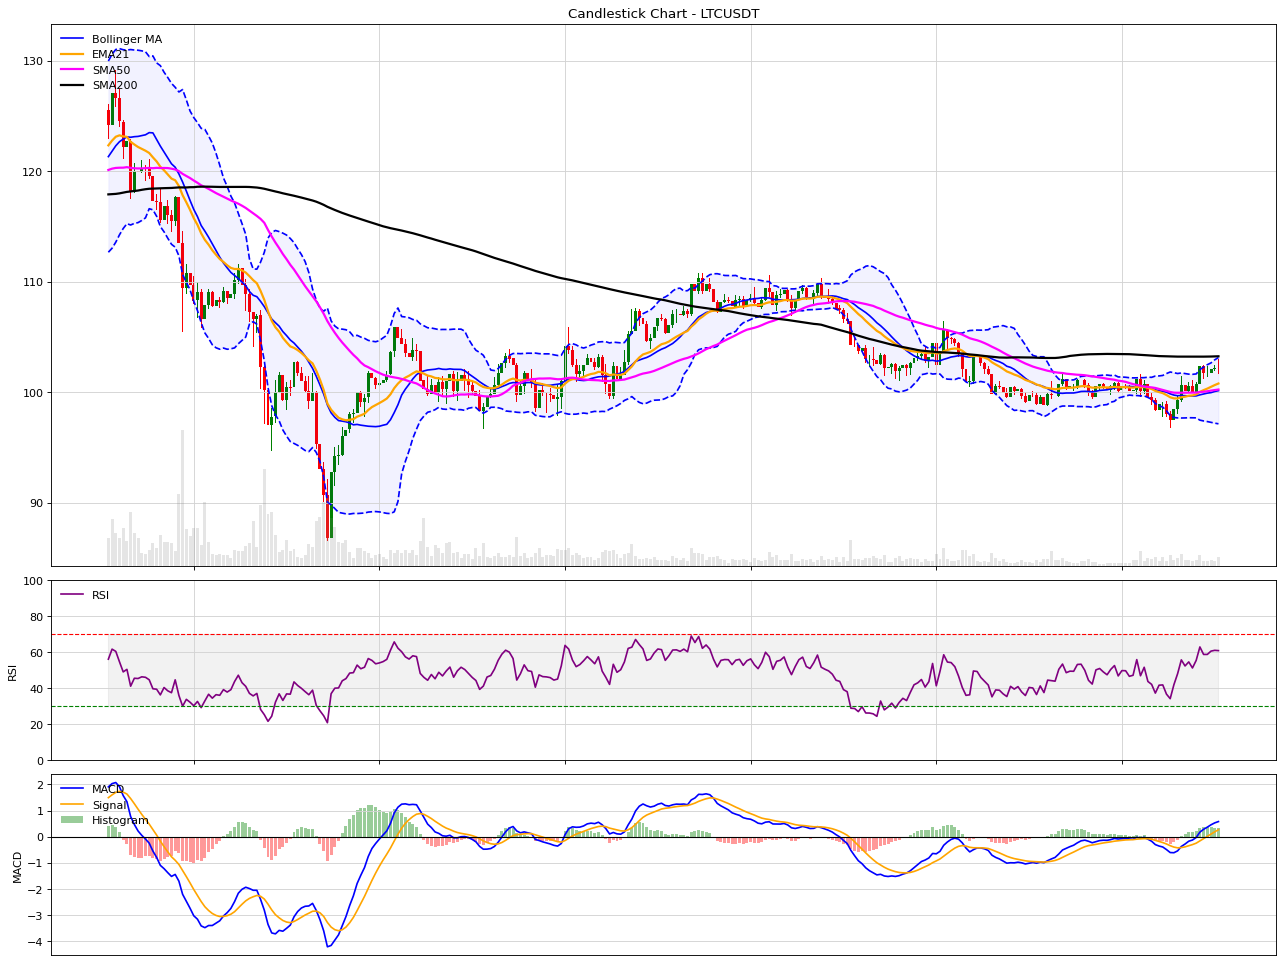 Candlestick Chart - LTCUSDT
Bollinger MA
EMA21
SMA50
SMA200
130
120
110
100
90
RSI
100
80
60
40
20
0
RSI
MACD
Signal
Histogram
2
1
0
−1
−2
−3
−4
MACD